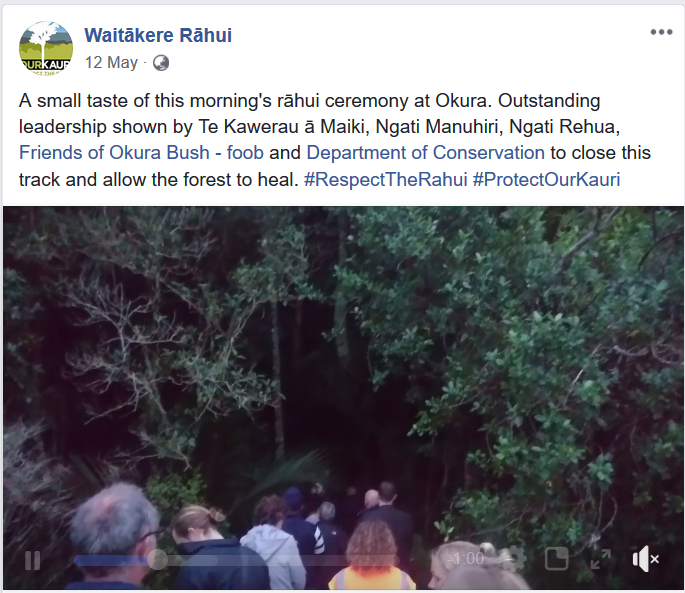 Waitākere Rāhui
12 May ·
A small taste of this morning's rāhui ceremony at Okura. Outstanding
leadership shown by Te Kawerau ā Maiki, Ngati Manuhiri, Ngati Rehua,
Friends of Okura Bush - foob and Department of Conservation to close this
track and allow the forest to heal. #RespectTheRahui #ProtectOurKauri
-1:00